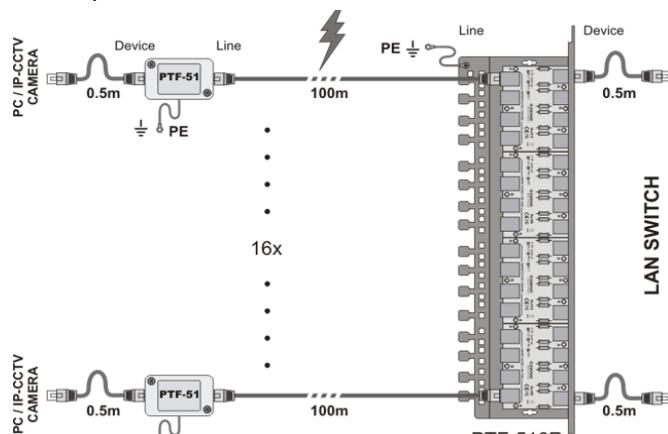 Device
Line
PE
Line
Device
PC / IP-CCTV
CAMERA
PTF-51
0.5m
100m
0.5m
PE
16x
LAN SWITCH
PC / IP-CCTV
CAMERA
PTF-51
0.5m
100m
0.5m